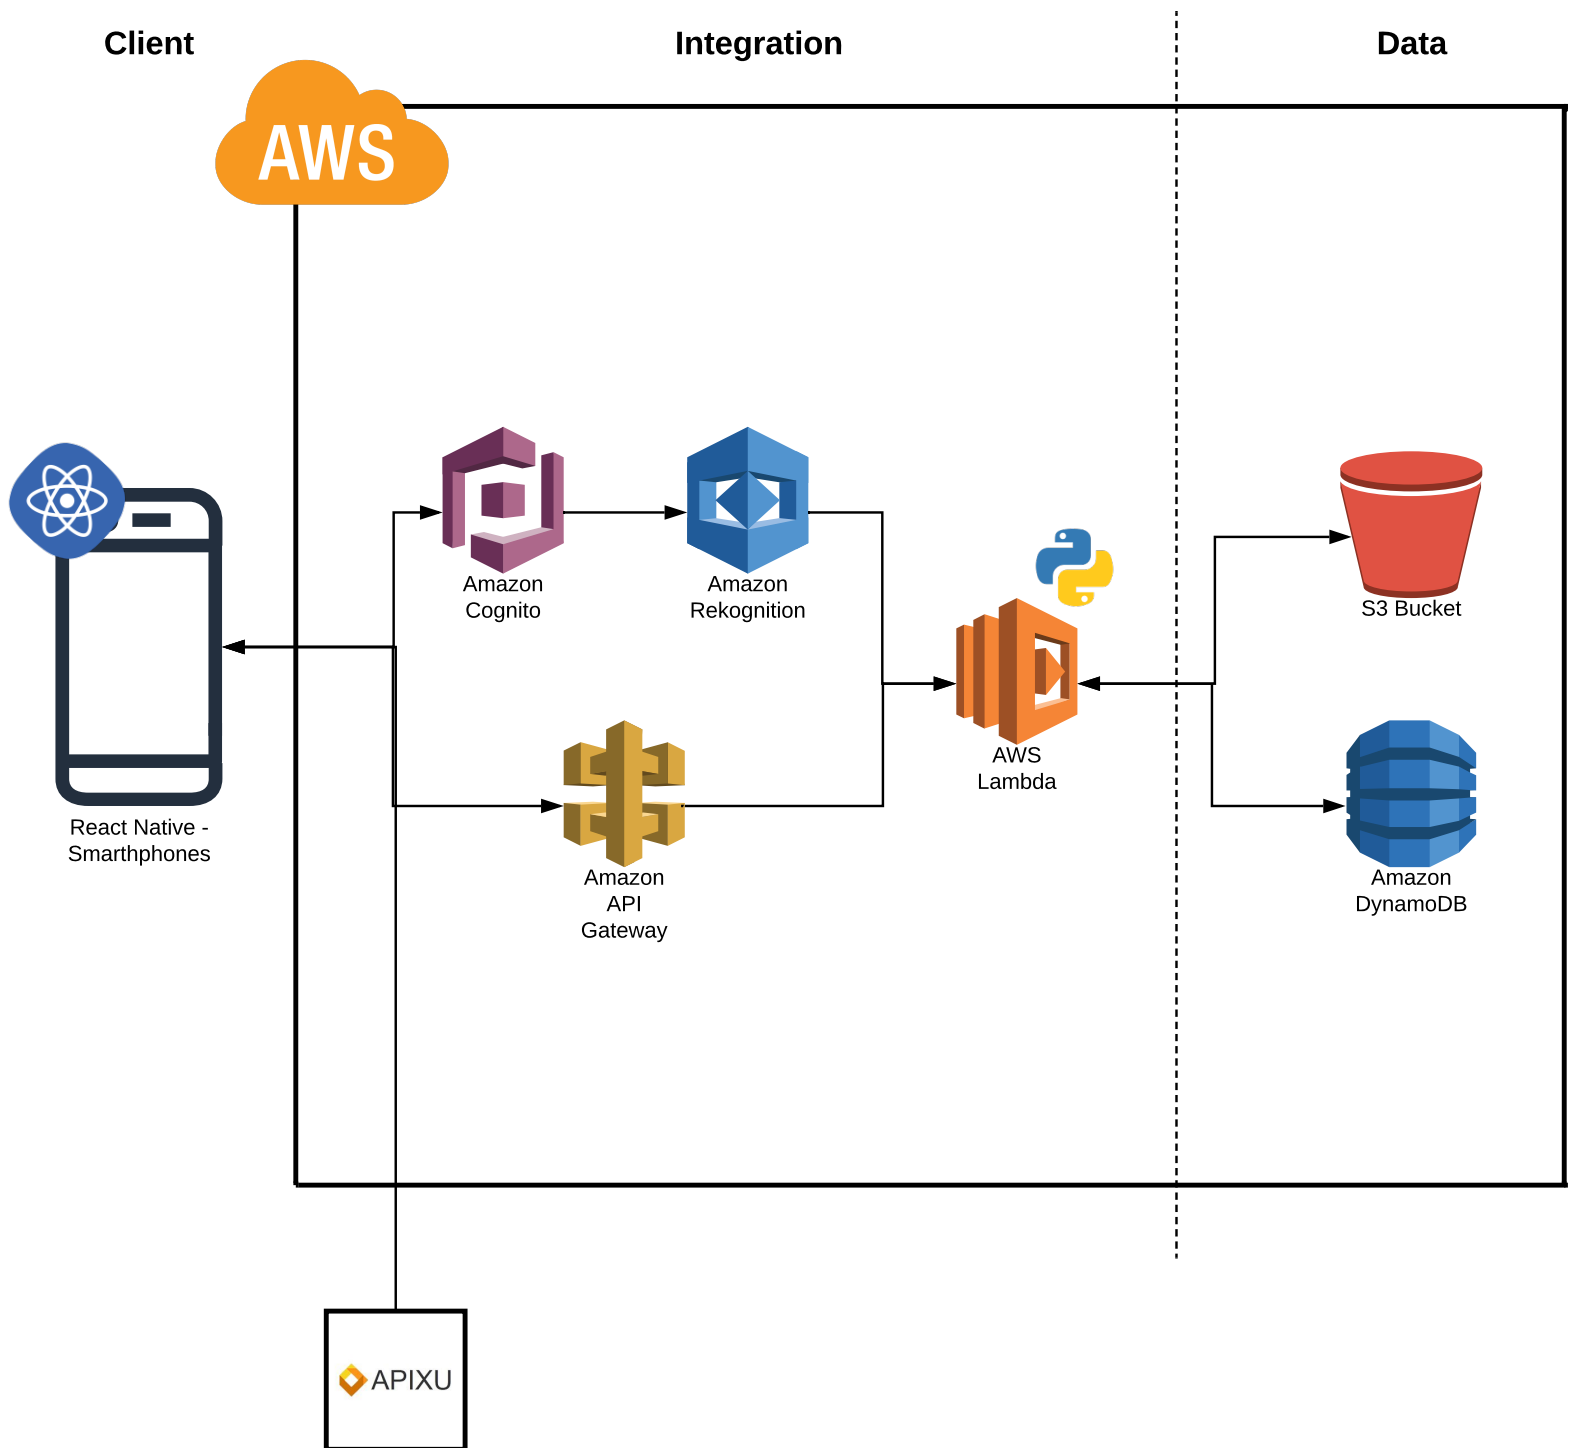 Client
Integration
Data
AWS
Amazon
Cognito
Amazon
Rekognition
S3 Bucket
AWS
Lambda
React Native -
Smarthphones
Amazon
API
Gateway
Amazon
DynamoDB
APIXU